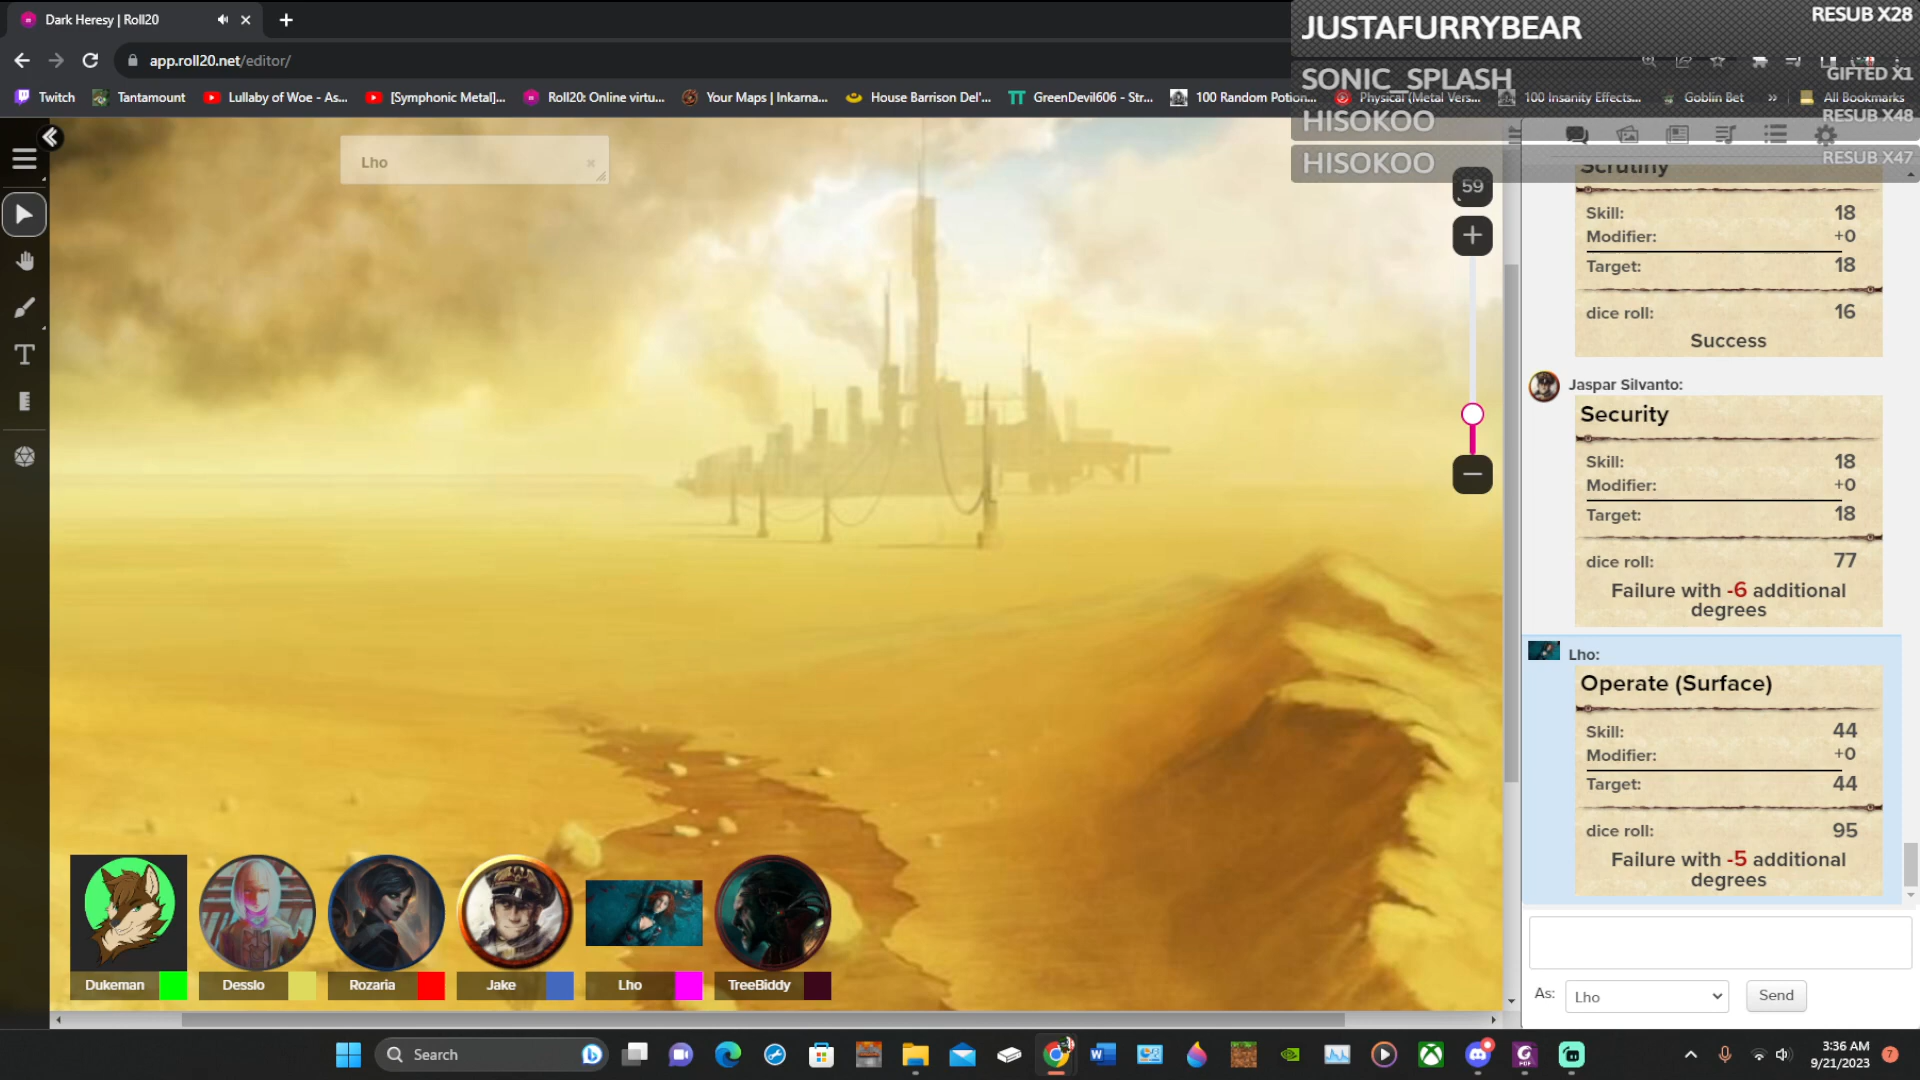 Dark Heresy | Roll20
JUSTAFURRYBEAR
RESUB X28
app.roll20.net/editor/
SONIC_SPLASH
GIFTED X1
Twitch
Tantamount
Lullaby of Woe - As...
[Symphonic Metal]...
Roll20: Online virtu...
Your Maps | Inkarna...
House Barrison Del'...
GreenDevil606 - Str...
100 Random Potion...
Physical (Metal Vers...
100 Insanity Effects...
Goblin Bet
»
All Bookmarks
HISOKOO
RESUB X48
HISOKOO
RESUB X47
Lho
59
Scrutiny
Skill: 18
Modifier: +0
Target: 18
dice roll: 16
Success
Jaspar Silvanto:
Security
Skill: 18
Modifier: +0
Target: 18
dice roll: 77
Failure with -6 additional
degrees
Lho:
Operate (Surface)
Skill: 44
Modifier: +0
Target: 44
dice roll: 95
Failure with -5 additional
degrees
Dukeman
Desslo
Rozaria
Jake
Lho
TreeBiddy
As:
Lho
Send
Search
3:36 AM
9/21/2023
7